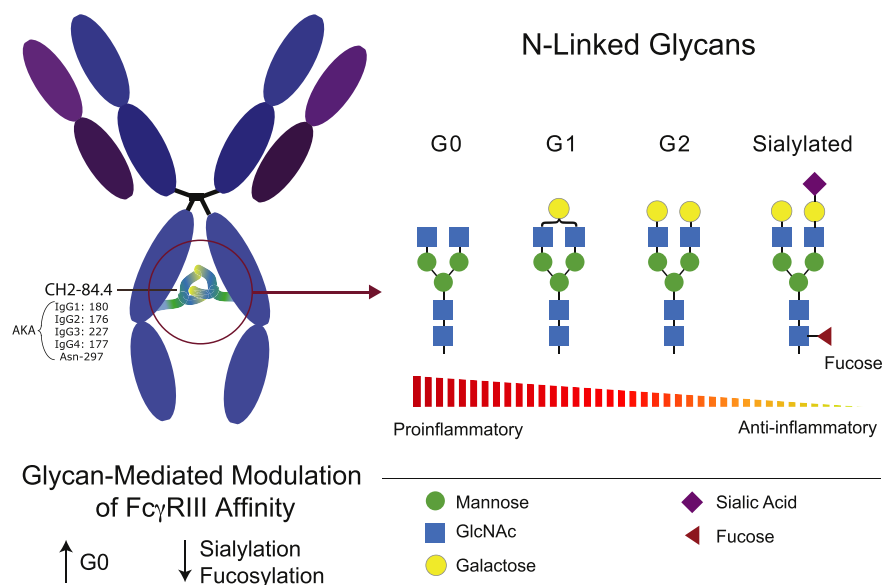 N-Linked Glycans
G0 G1 G2 Sialylated
CH2-84.4
AKA
IgG1: 180
IgG2: 176
IgG3: 227
IgG4: 177
Asn-297
Fucose
Proinflammatory Anti-inflammatory
Glycan-Mediated Modulation
of FcγRIII Affinity
G0
Sialylation
Fucosylation
Mannose
GlcNAc
Galactose
Sialic Acid
Fucose